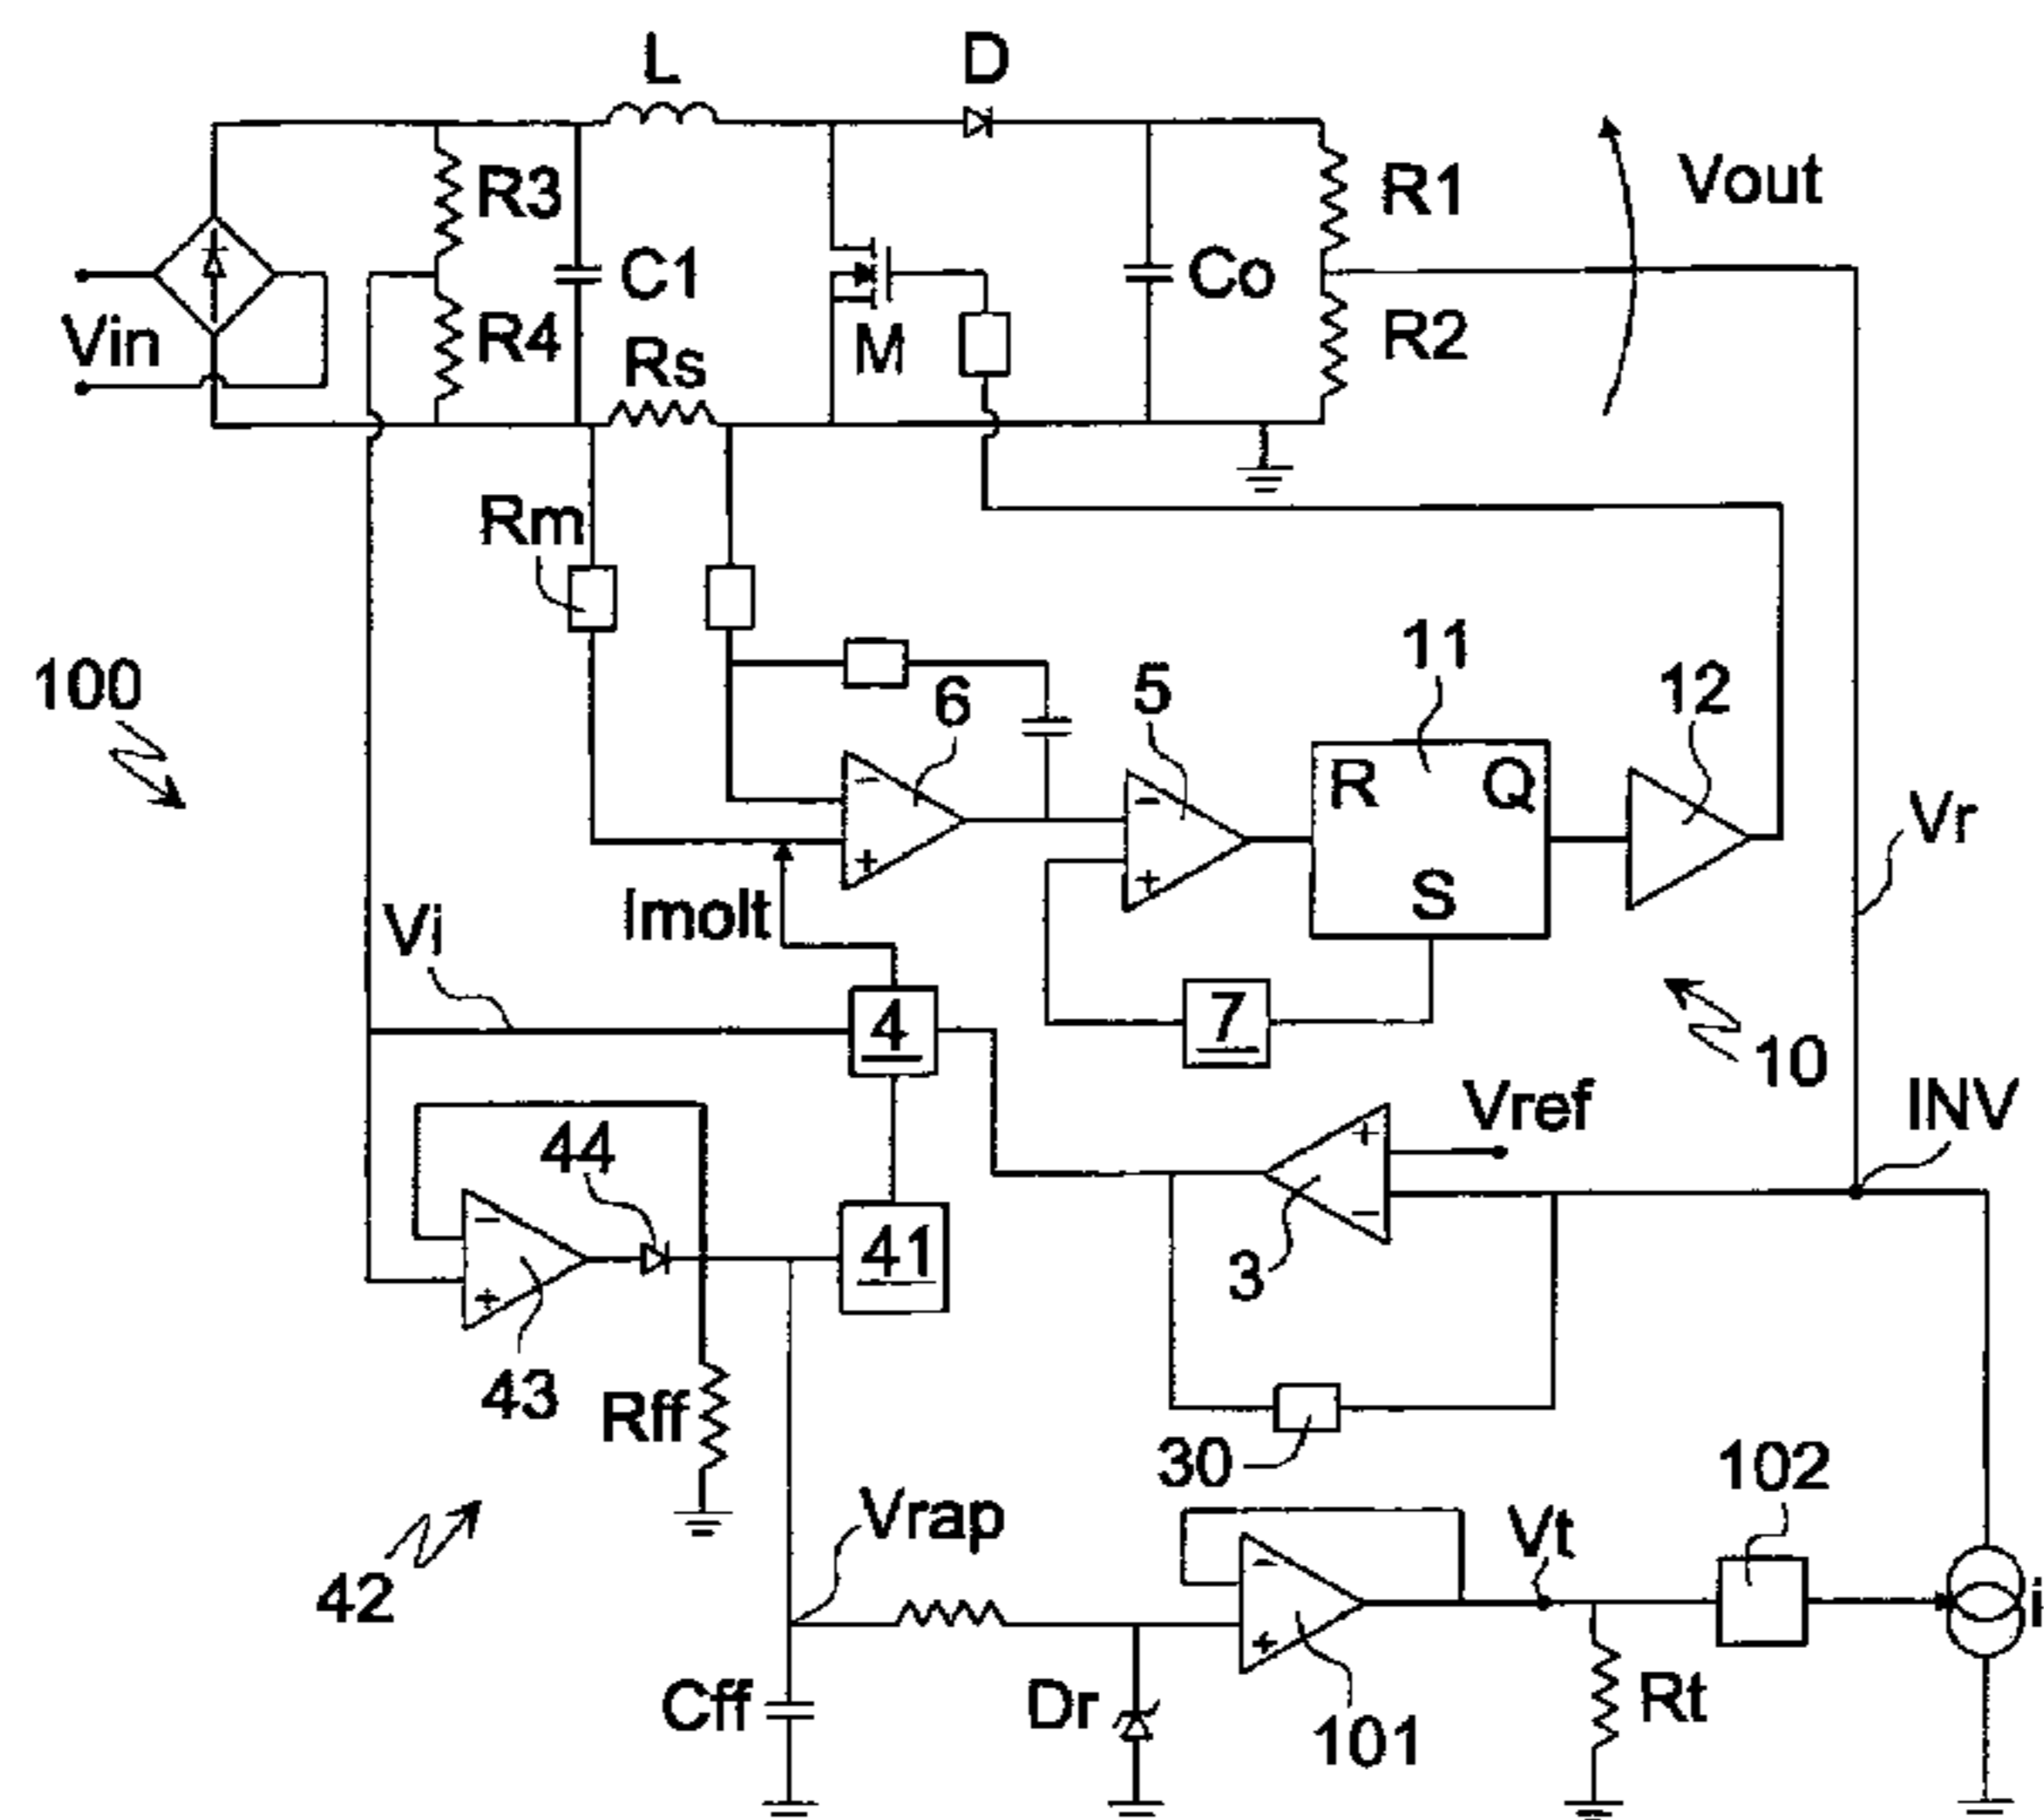 L
D
R3
R1
Vout
C1
Co
Vin
R4
Rs
M
R2
Rm
100
6
-
+
5
-
+
11
R
Q
S
12
Vr
Imolt
Vi
4
7
10
Vref
INV
44
-
+
41
+
-
3
43
Rff
30
102
Vrap
Vt
42
-
+
i
Cff
Dr
101
Rt